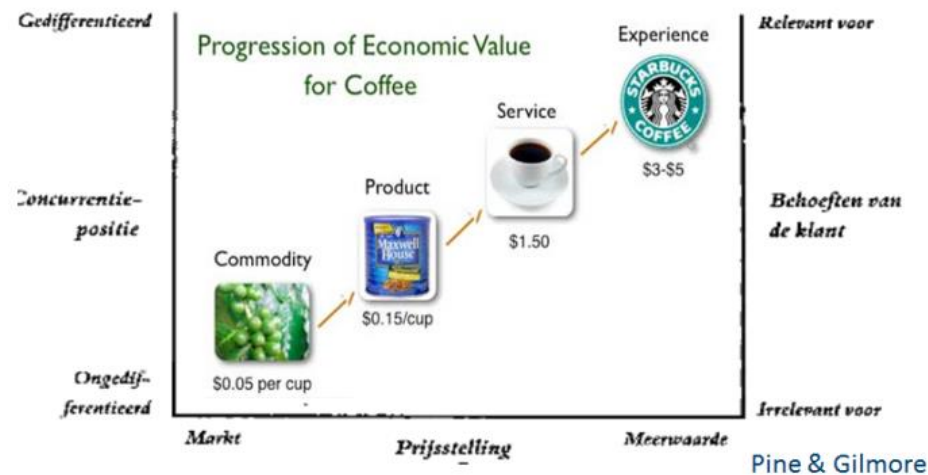 Gedifferentieerd
Relevant voor
Progression of Economic Value
for Coffee
Experience
STARBUCKS
COFFEE
$3-$5
Service
$1.50
Concurrentie-
positie
Behoeften van
de klant
Product
Maxwell
House
$0.15/cup
Commodity
$0.05 per cup
Ongedif-
ferentieerd
Irrelevant voor
Markt
Prijsstelling
Meerwaarde
Pine & Gilmore